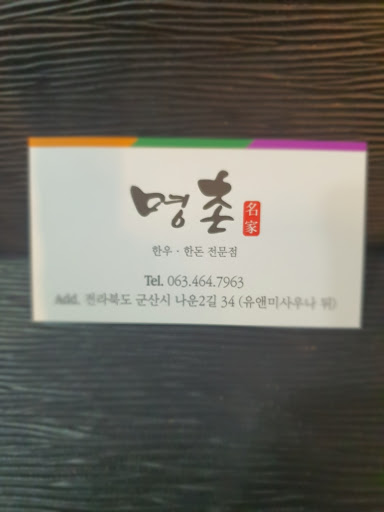 명촌
名家
한우 · 한돈 전문점
Tel. 063.464.7963
Add. 전라북도 군산시 나운2길 34 (유앤미사우나 뒤)